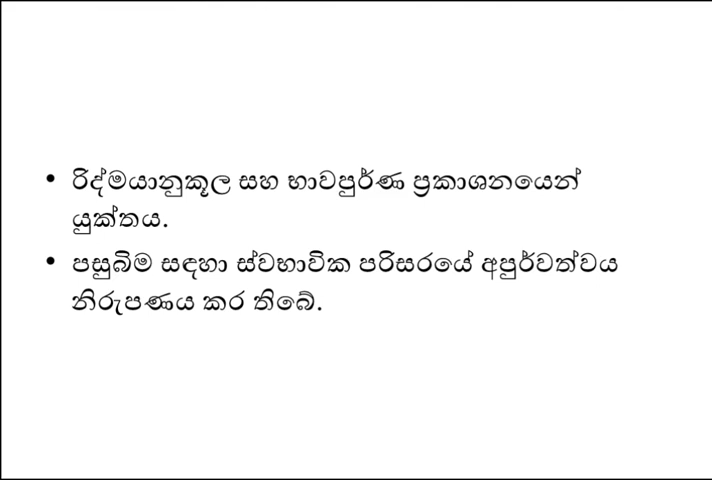 • රිද්මයානුකූල සහ භාවපුර්ණ ප්‍රකාශනයෙන්
යුක්තය.
• පසුබිම සඳහා ස්වභාවික පරිසරයේ අපුර්වත්වය
නිරුපණය කර තිබේ.